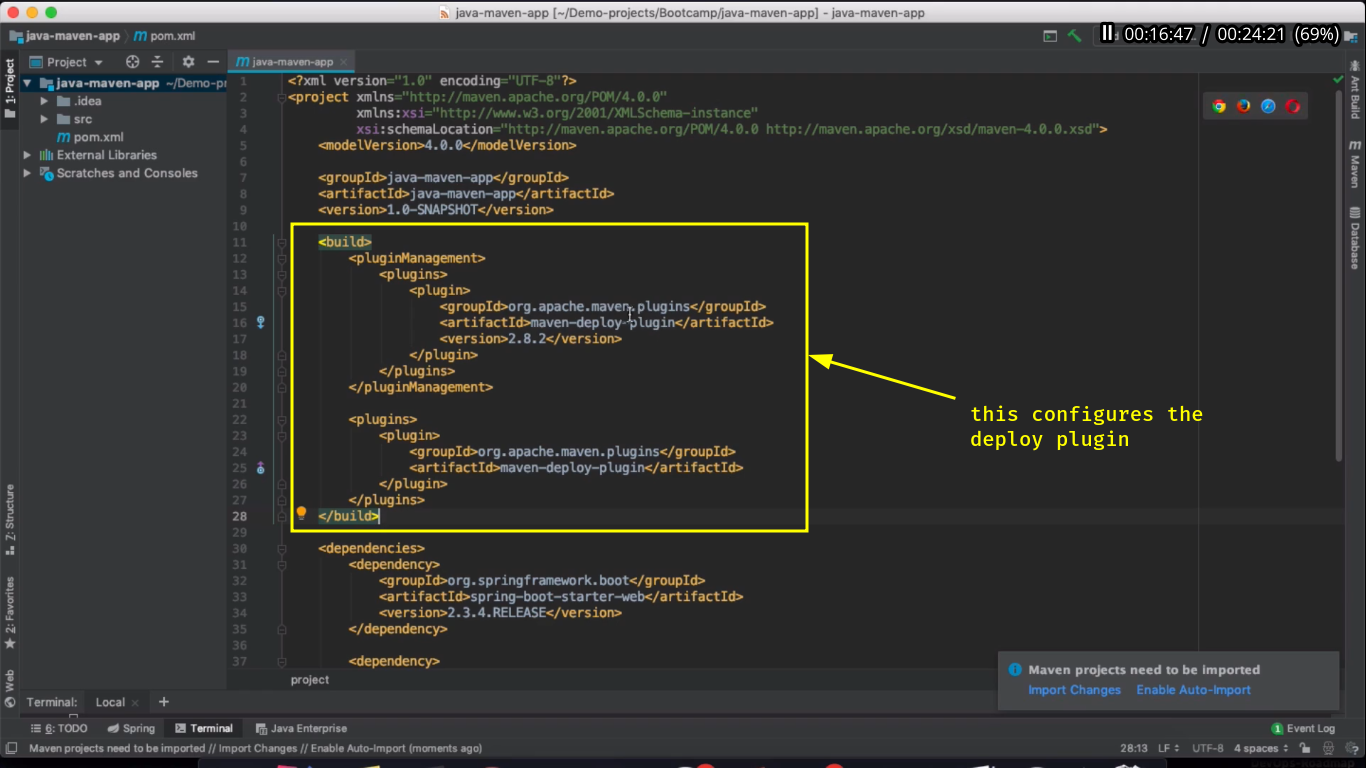 java-maven-app [~/Demo-projects/Bootcamp/java-maven-app] - java-maven-app
java-maven-app pom.xml
00:16:47 / 00:24:21 (69%)
Project
java-maven-app
1: Project
java-maven-app ~/Demo-pr
.idea
src
pom.xml
External Libraries
Scratches and Consoles
1 <?xml version="1.0" encoding="UTF-8"?>
2 <project xmlns="http://maven.apache.org/POM/4.0.0"
3 xmlns:xsi="http://www.w3.org/2001/XMLSchema-instance"
4 xsi:schemaLocation="http://maven.apache.org/POM/4.0.0 http://maven.apache.org/xsd/maven-4.0.0.xsd">
5 <modelVersion>4.0.0</modelVersion>
6
7 <groupId>java-maven-app</groupId>
8 <artifactId>java-maven-app</artifactId>
9 <version>1.0-SNAPSHOT</version>
10
11 <build>
12 <pluginManagement>
13 <plugins>
14 <plugin>
15 <groupId>org.apache.maven.plugins</groupId>
16 <artifactId>maven-deploy-plugin</artifactId>
17 <version>2.8.2</version>
18 </plugin>
19 </plugins>
20 </pluginManagement>
21
22 <plugins>
23 <plugin>
24 <groupId>org.apache.maven.plugins</groupId>
25 <artifactId>maven-deploy-plugin</artifactId>
26 </plugin>
27 </plugins>
28 </build>
29
30 <dependencies>
31 <dependency>
32 <groupId>org.springframework.boot</groupId>
33 <artifactId>spring-boot-starter-web</artifactId>
34 <version>2.3.4.RELEASE</version>
35 </dependency>
36
37 <dependency>
this configures the
deploy plugin
Ant Build
Maven
Database
Z: Structure
2: Favorites
Web
project
Maven projects need to be imported
Import Changes Enable Auto-Import
Terminal: Local
6: TODO Spring Terminal Java Enterprise
1 Event Log
Maven projects need to be imported // Import Changes // Enable Auto-Import (moments ago)
28:13 LF UTF-8 4 spaces
DevOps-Roadmap